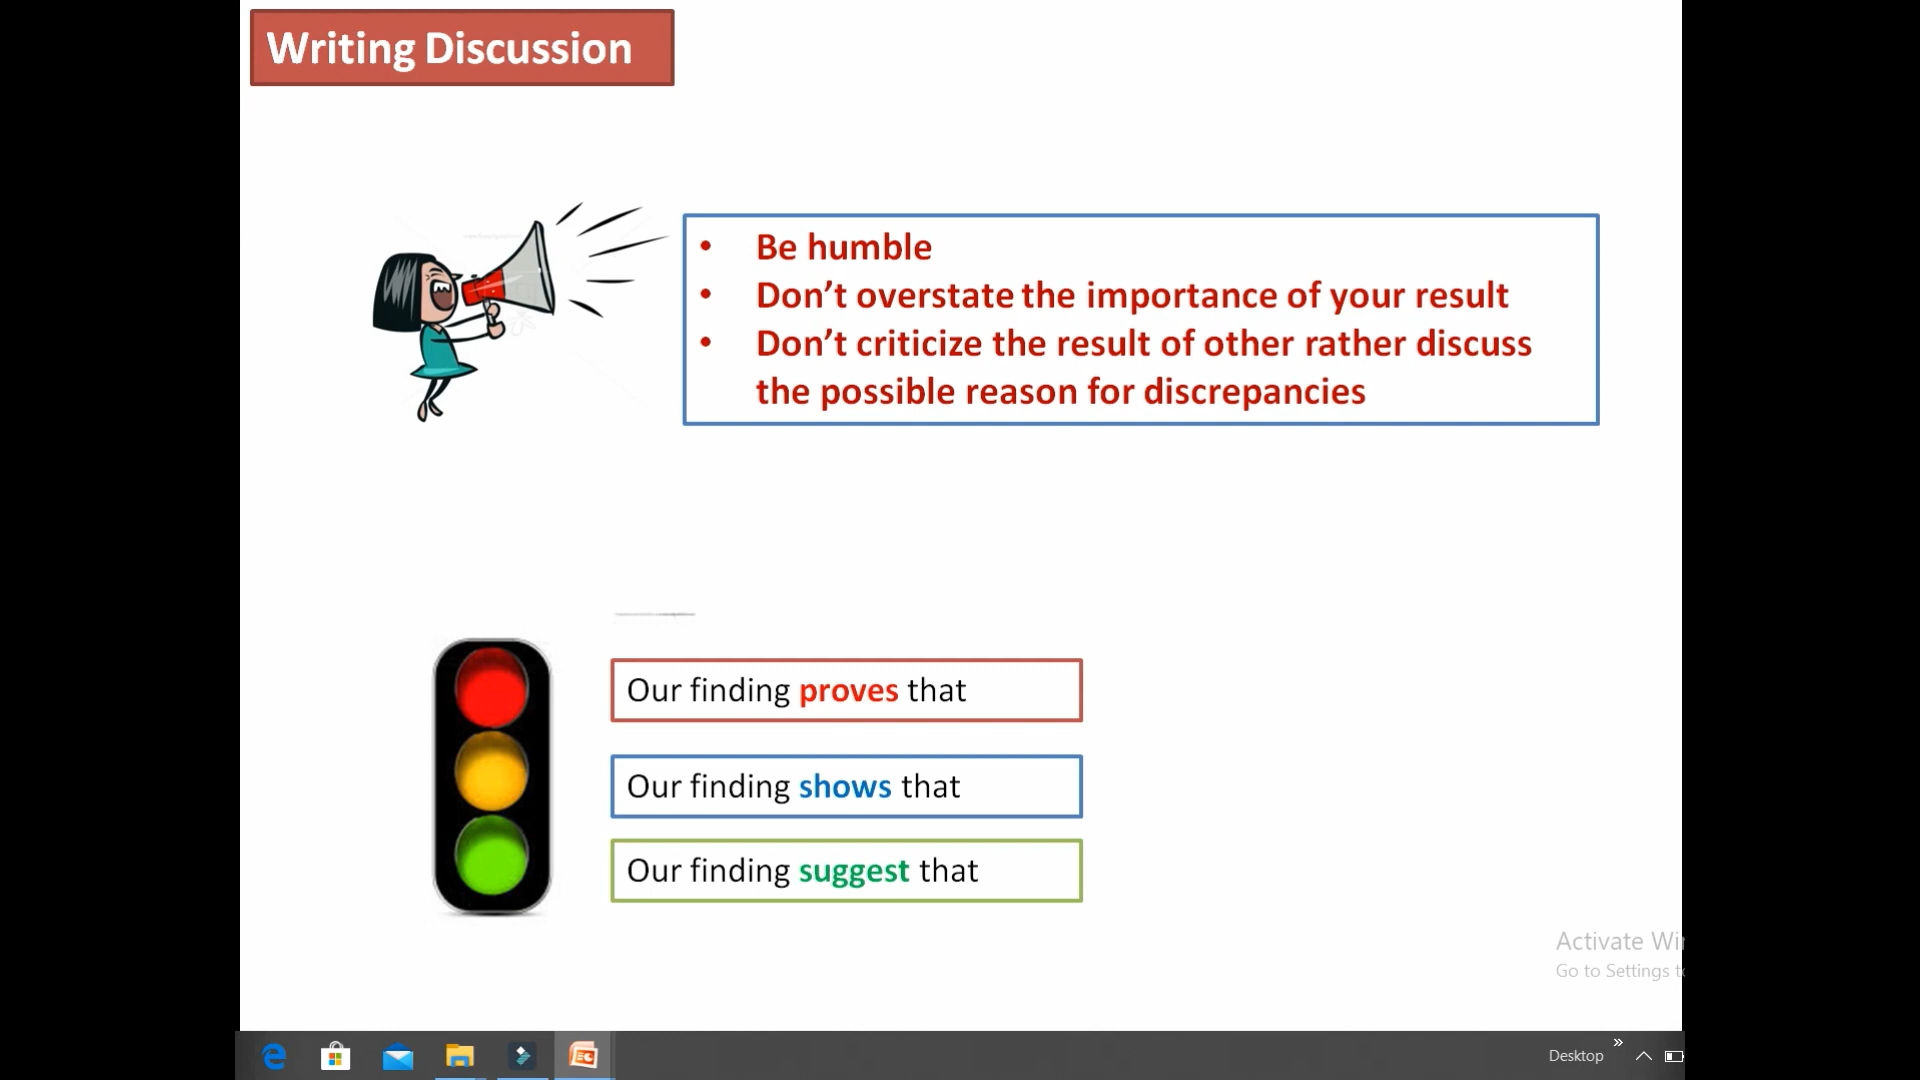 Writing Discussion
• Be humble
• Don’t overstate the importance of your result
• Don’t criticize the result of other rather discuss
the possible reason for discrepancies
Our finding proves that
Our finding shows that
Our finding suggest that
Activate Wi
Go to Settings t
Desktop